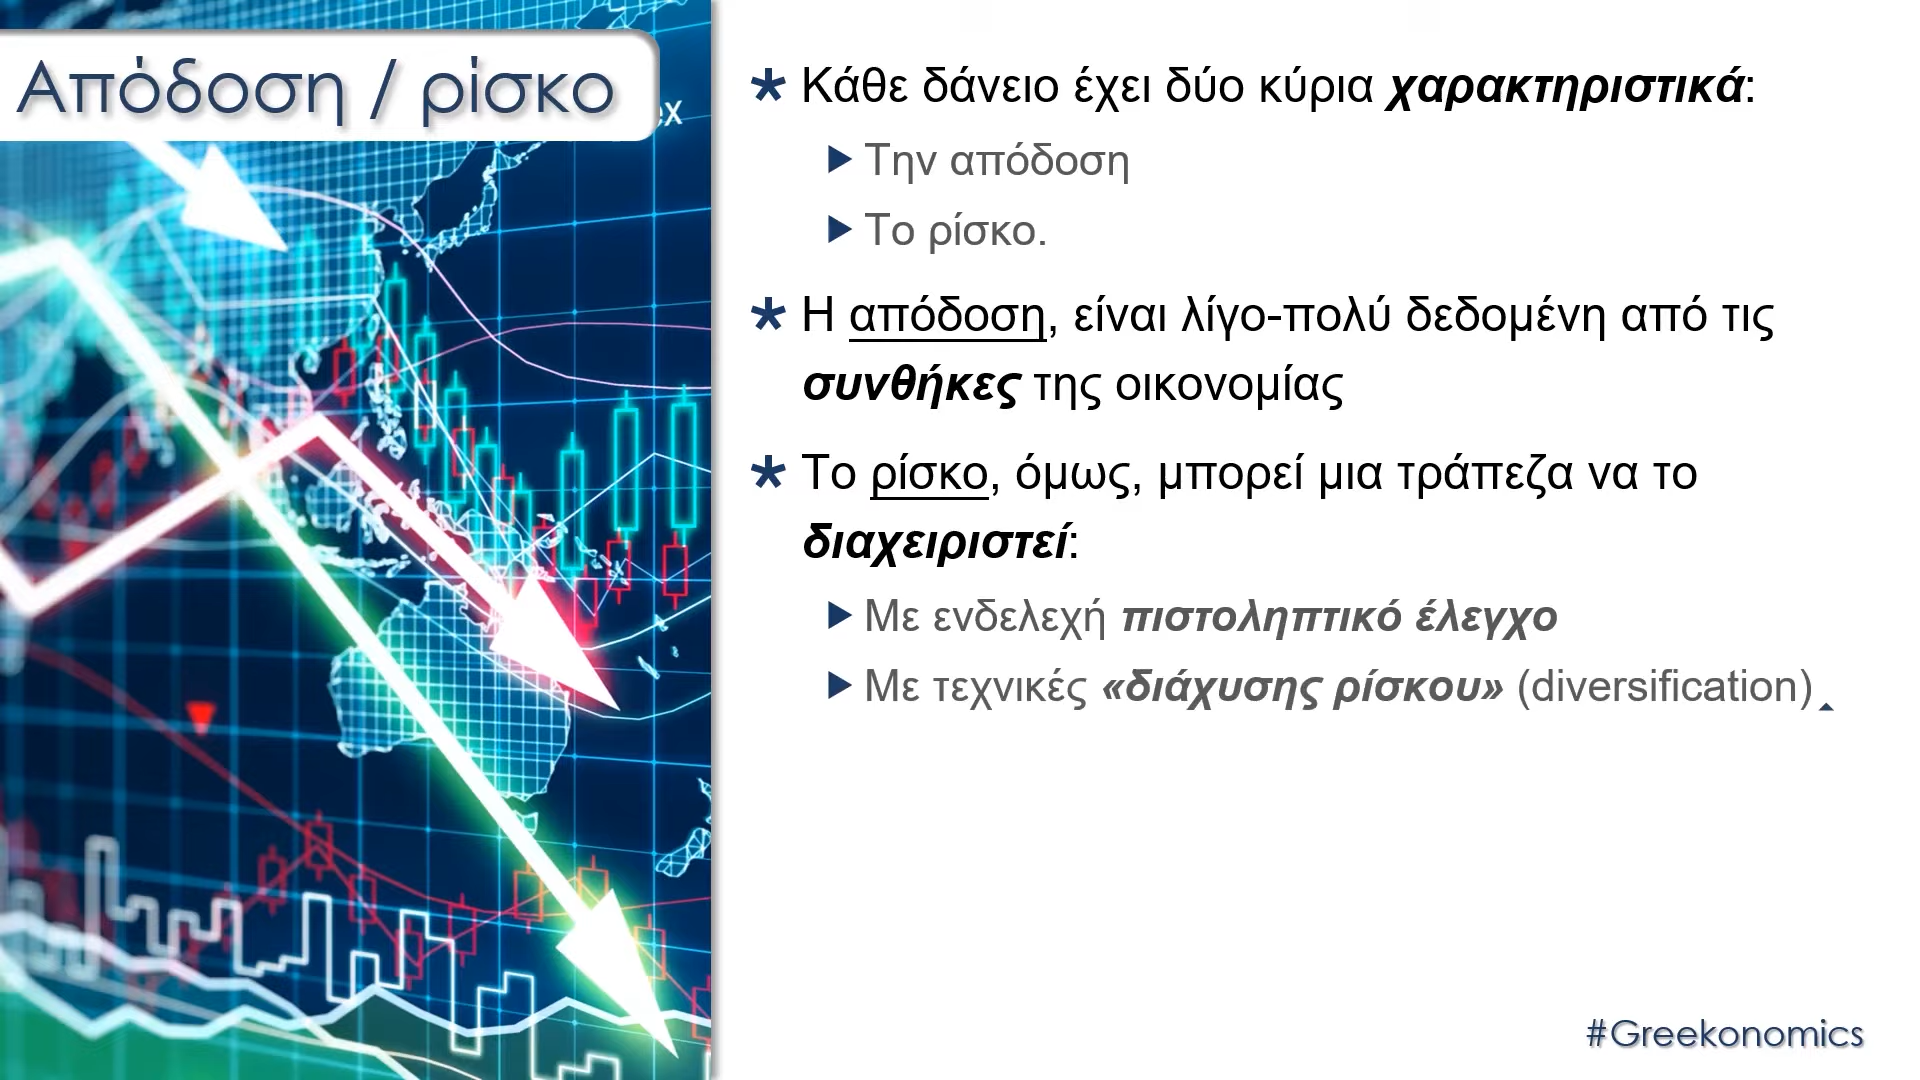 Απόδοση / ρίσκο
ex
* Κάθε δάνειο έχει δύο κύρια χαρακτηριστικά:
Την απόδοση
Το ρίσκο.
* Η απόδοση, είναι λίγο-πολύ δεδομένη από τις
συνθήκες της οικονομίας
* Το ρίσκο, όμως, μπορεί μια τράπεζα να το
διαχειριστεί:
Με ενδελεχή πιστοληπτικό έλεγχο
Με τεχνικές «διάχυσης ρίσκου» (diversification)
#Greekonomics